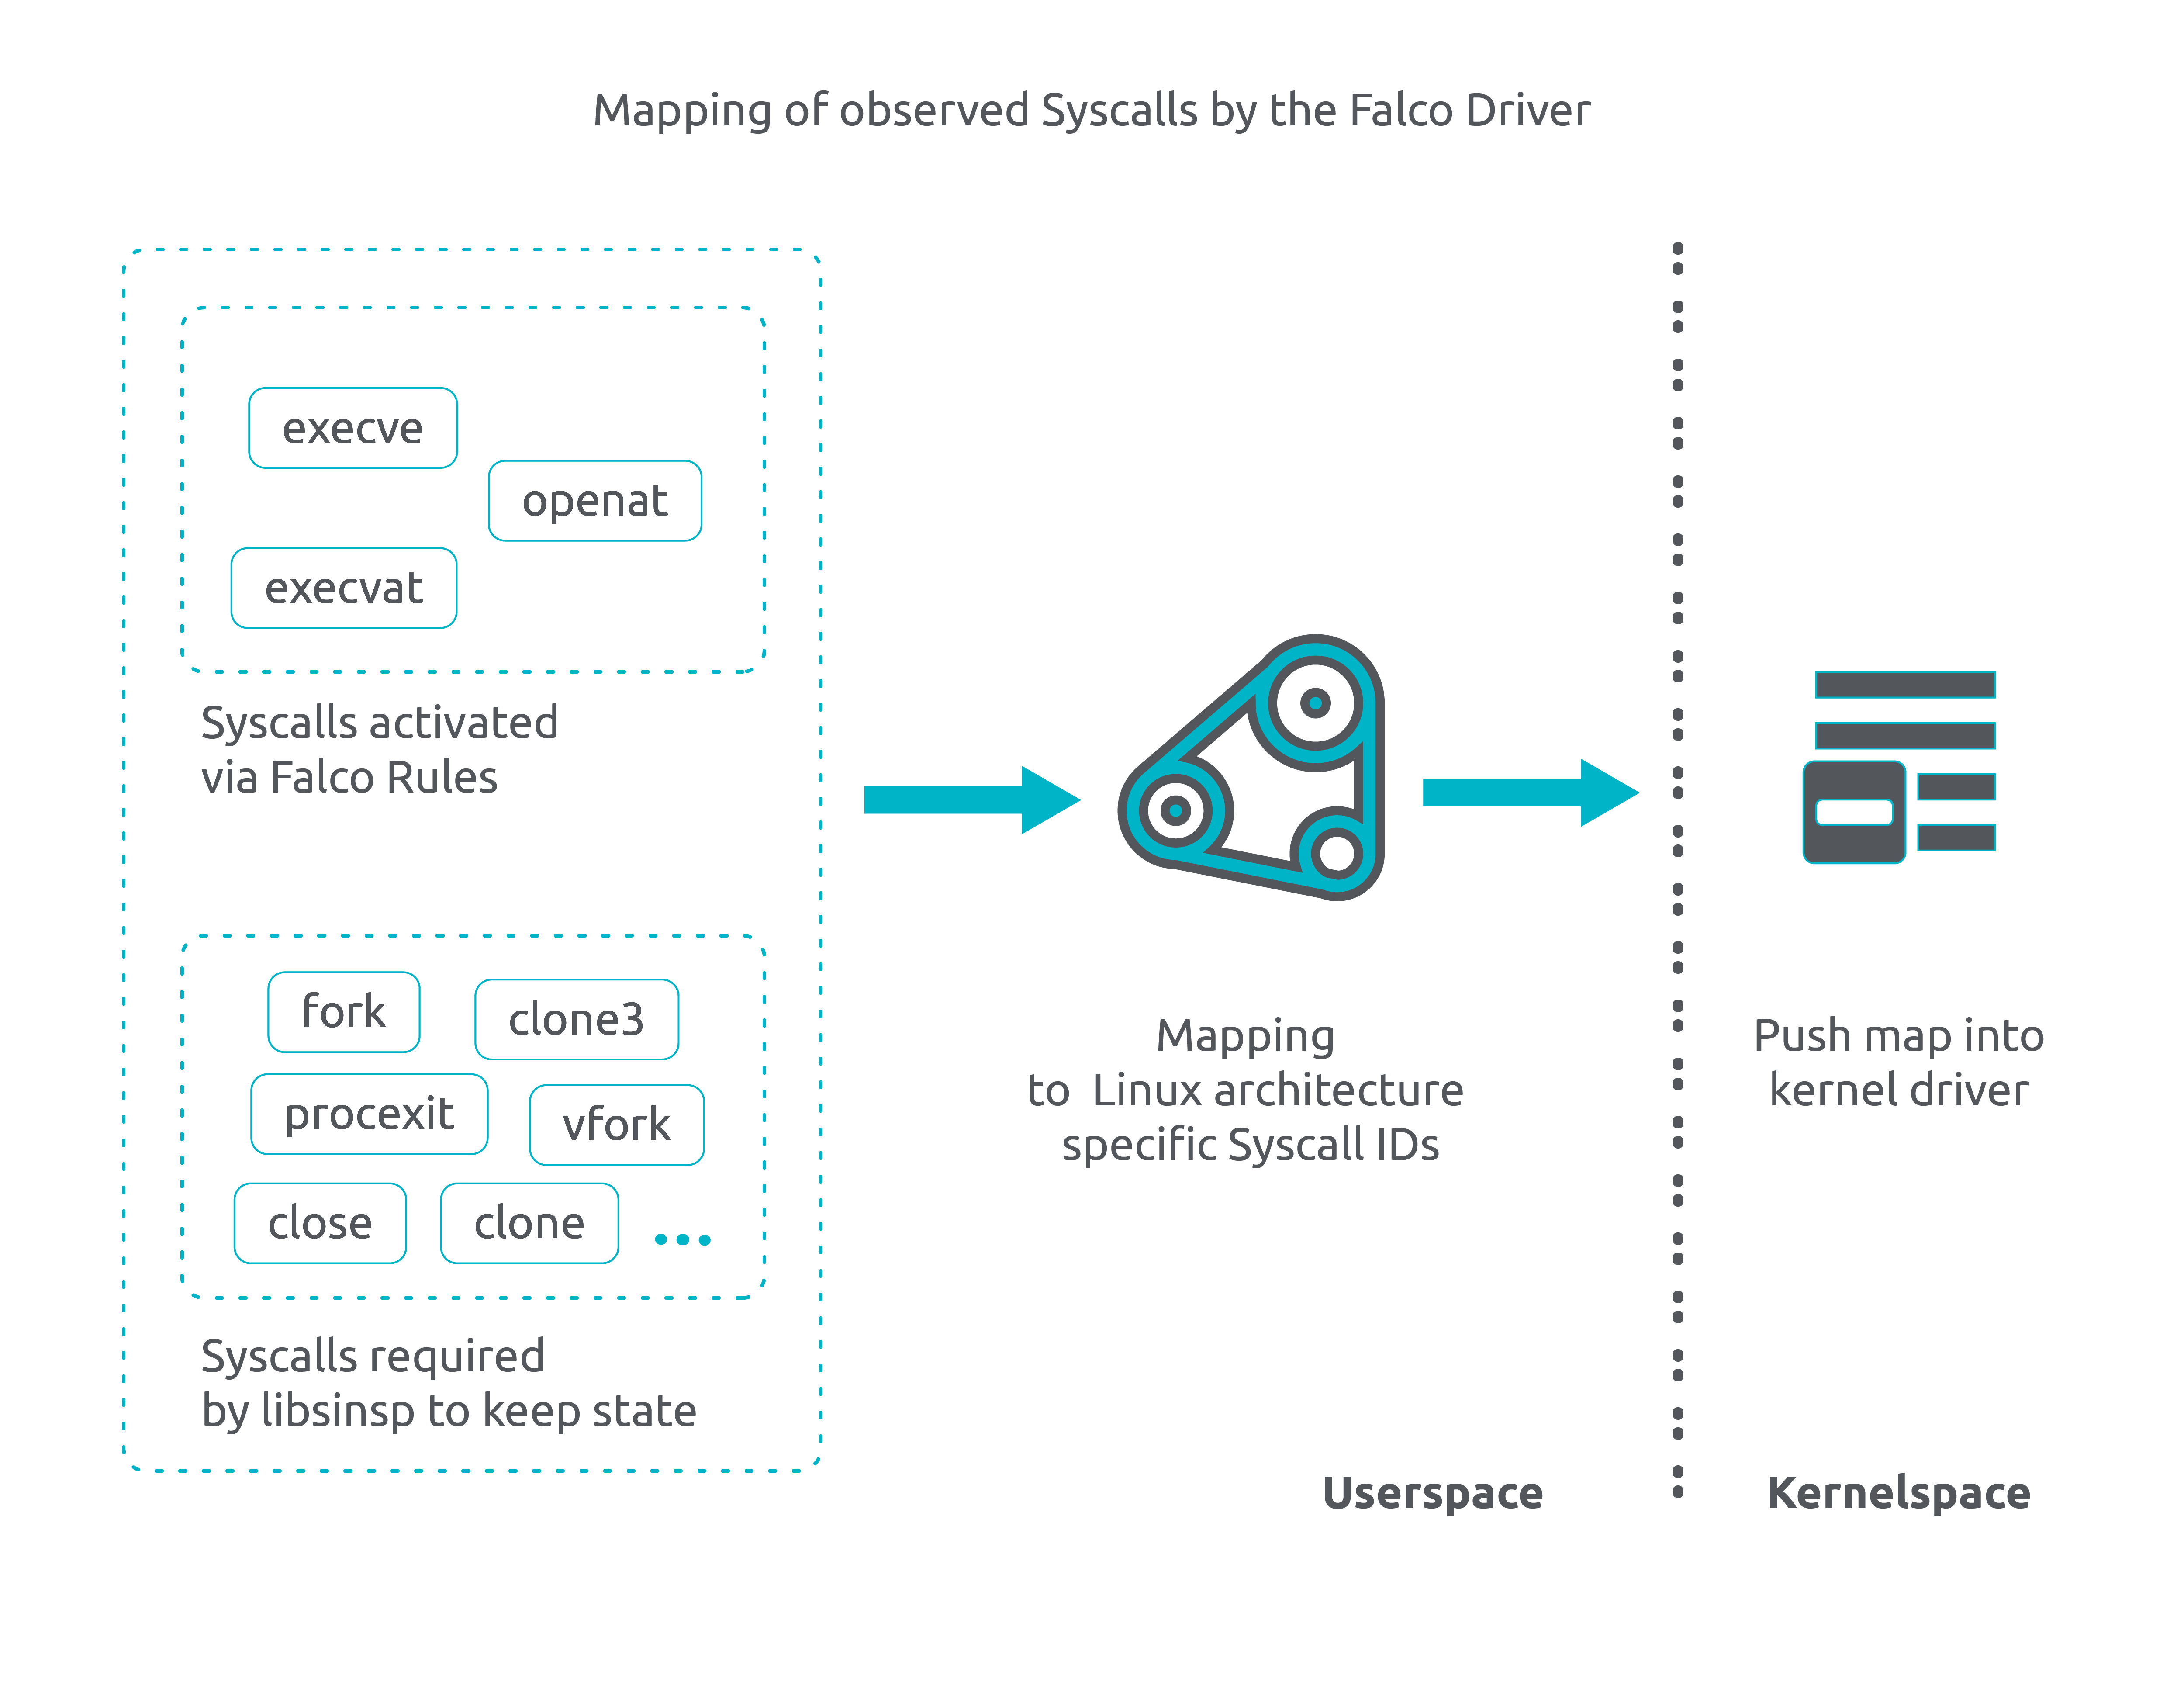 Mapping of observed Syscalls by the Falco Driver
execve
openat
execvat
Syscalls activated
via Falco Rules
fork
clone3
procexit
vfork
close
clone
...
Syscalls required
by libsinsp to keep state
Mapping
to Linux architecture
specific Syscall IDs
Push map into
kernel driver
Userspace
Kernelspace